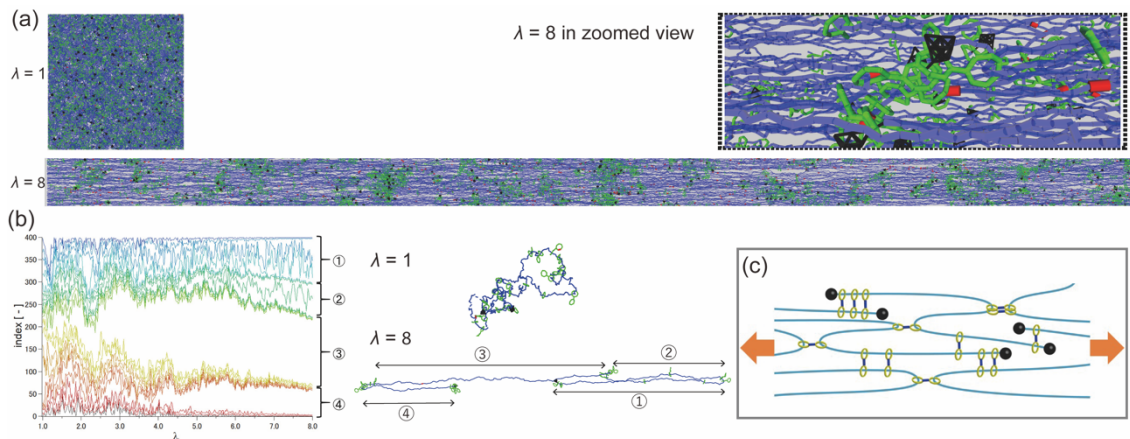 (a)
λ = 8 in zoomed view
λ = 1
λ = 8
(b)
400
350
300
250
200
150
100
50
0
index [ - ]
1.0 2.0 3.0 4.0 5.0 6.0 7.0 8.0
λ
①
②
③
④
λ = 1
λ = 8
③
②
④
①
(c)